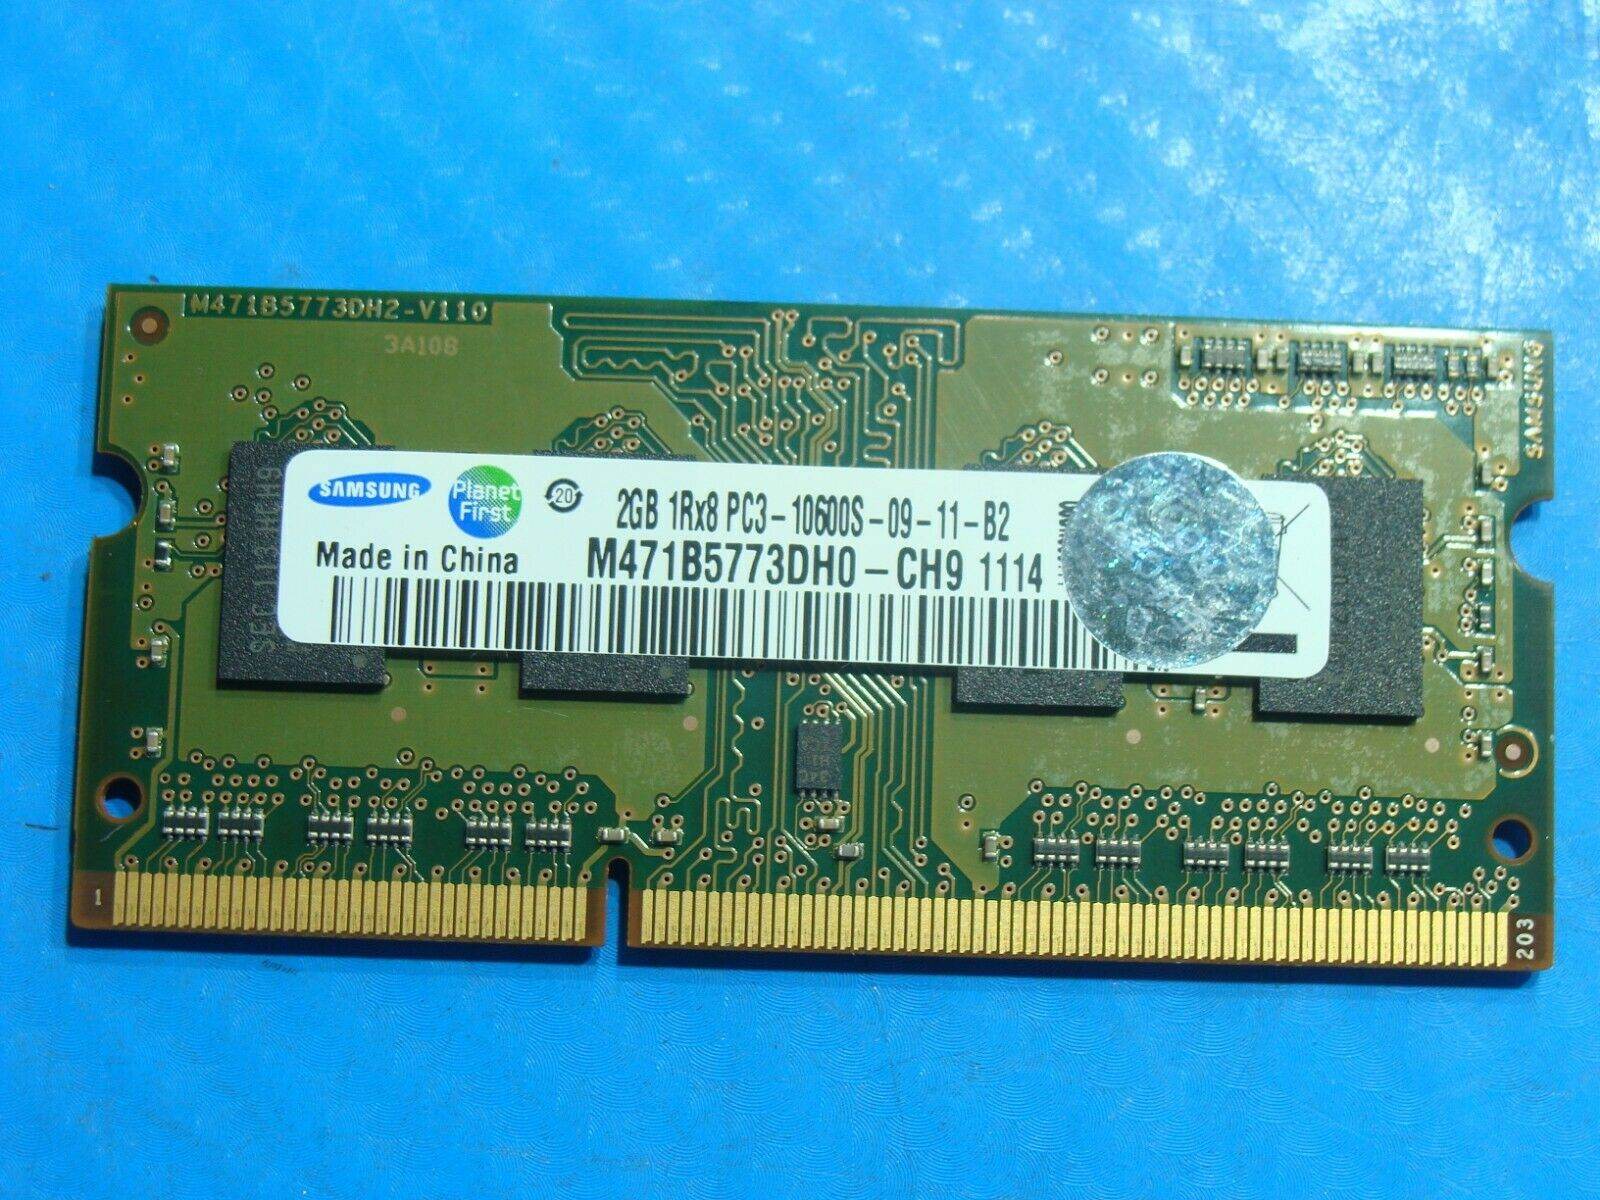 M471B5773DH2-V110
3A108
SAMSUNG
SAMSUNG
Planet First
20
2GB 1Rx8 PC3-10600S-09-11-B2
Made in China
M471B5773DH0-CH9 1114
1
203